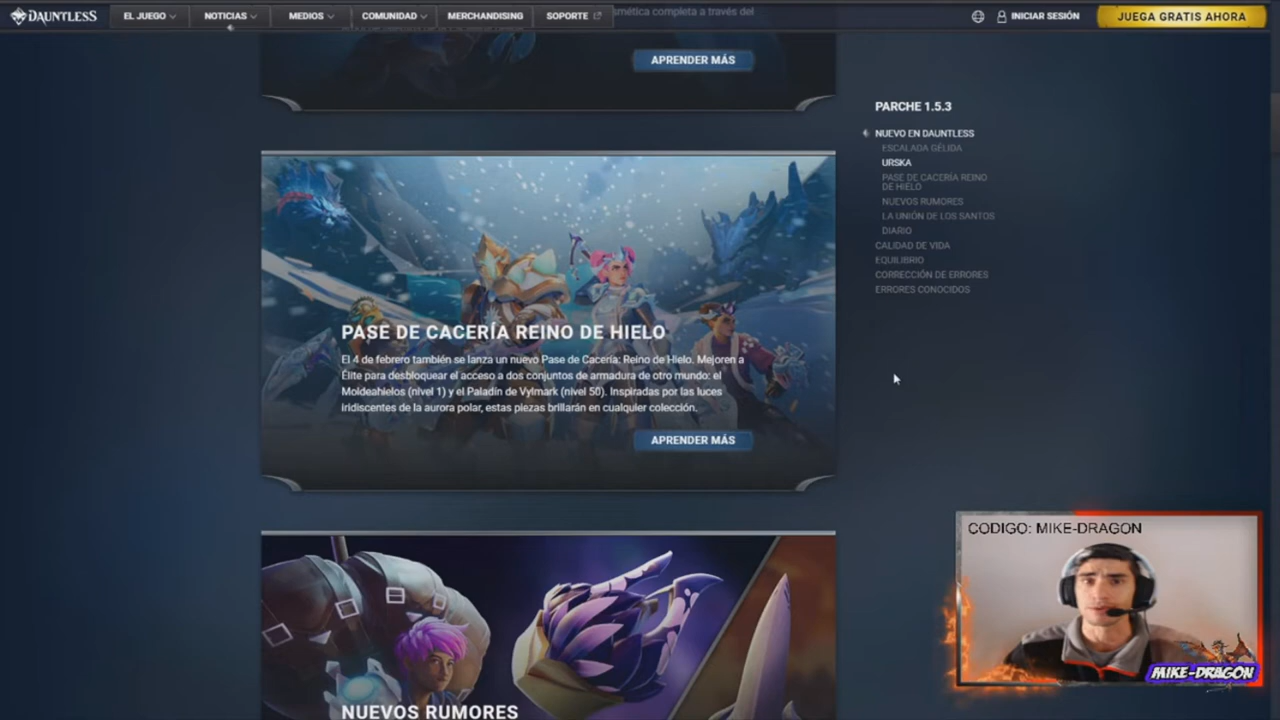 DAUNTLESS
EL JUEGO
NOTICIAS
MEDIOS
COMUNIDAD
MERCHANDISING
SOPORTE
INICIAR SESIÓN
JUEGA GRATIS AHORA
smética completa a través del
APRENDER MÁS
PASE DE CACERÍA REINO DE HIELO
El 4 de febrero también se lanza un nuevo Pase de Cacería: Reino de Hielo. Mejoren a
Élite para desbloquear el acceso a dos conjuntos de armadura de otro mundo: el
Moldeahielos (nivel 1) y el Paladín de Vylmark (nivel 50). Inspiradas por las luces
iridiscentes de la aurora polar, estas piezas brillarán en cualquier colección.
APRENDER MÁS
NUEVOS RUMORES
PARCHE 1.5.3
NUEVO EN DAUNTLESS
ESCALADA GÉLIDA
URSKA
PASE DE CACERÍA REINO
DE HIELO
NUEVOS RUMORES
LA UNIÓN DE LOS SANTOS
DIARIO
CALIDAD DE VIDA
EQUILIBRIO
CORRECCIÓN DE ERRORES
ERRORES CONOCIDOS
CODIGO: MIKE-DRAGON
MIKE-DRAGON